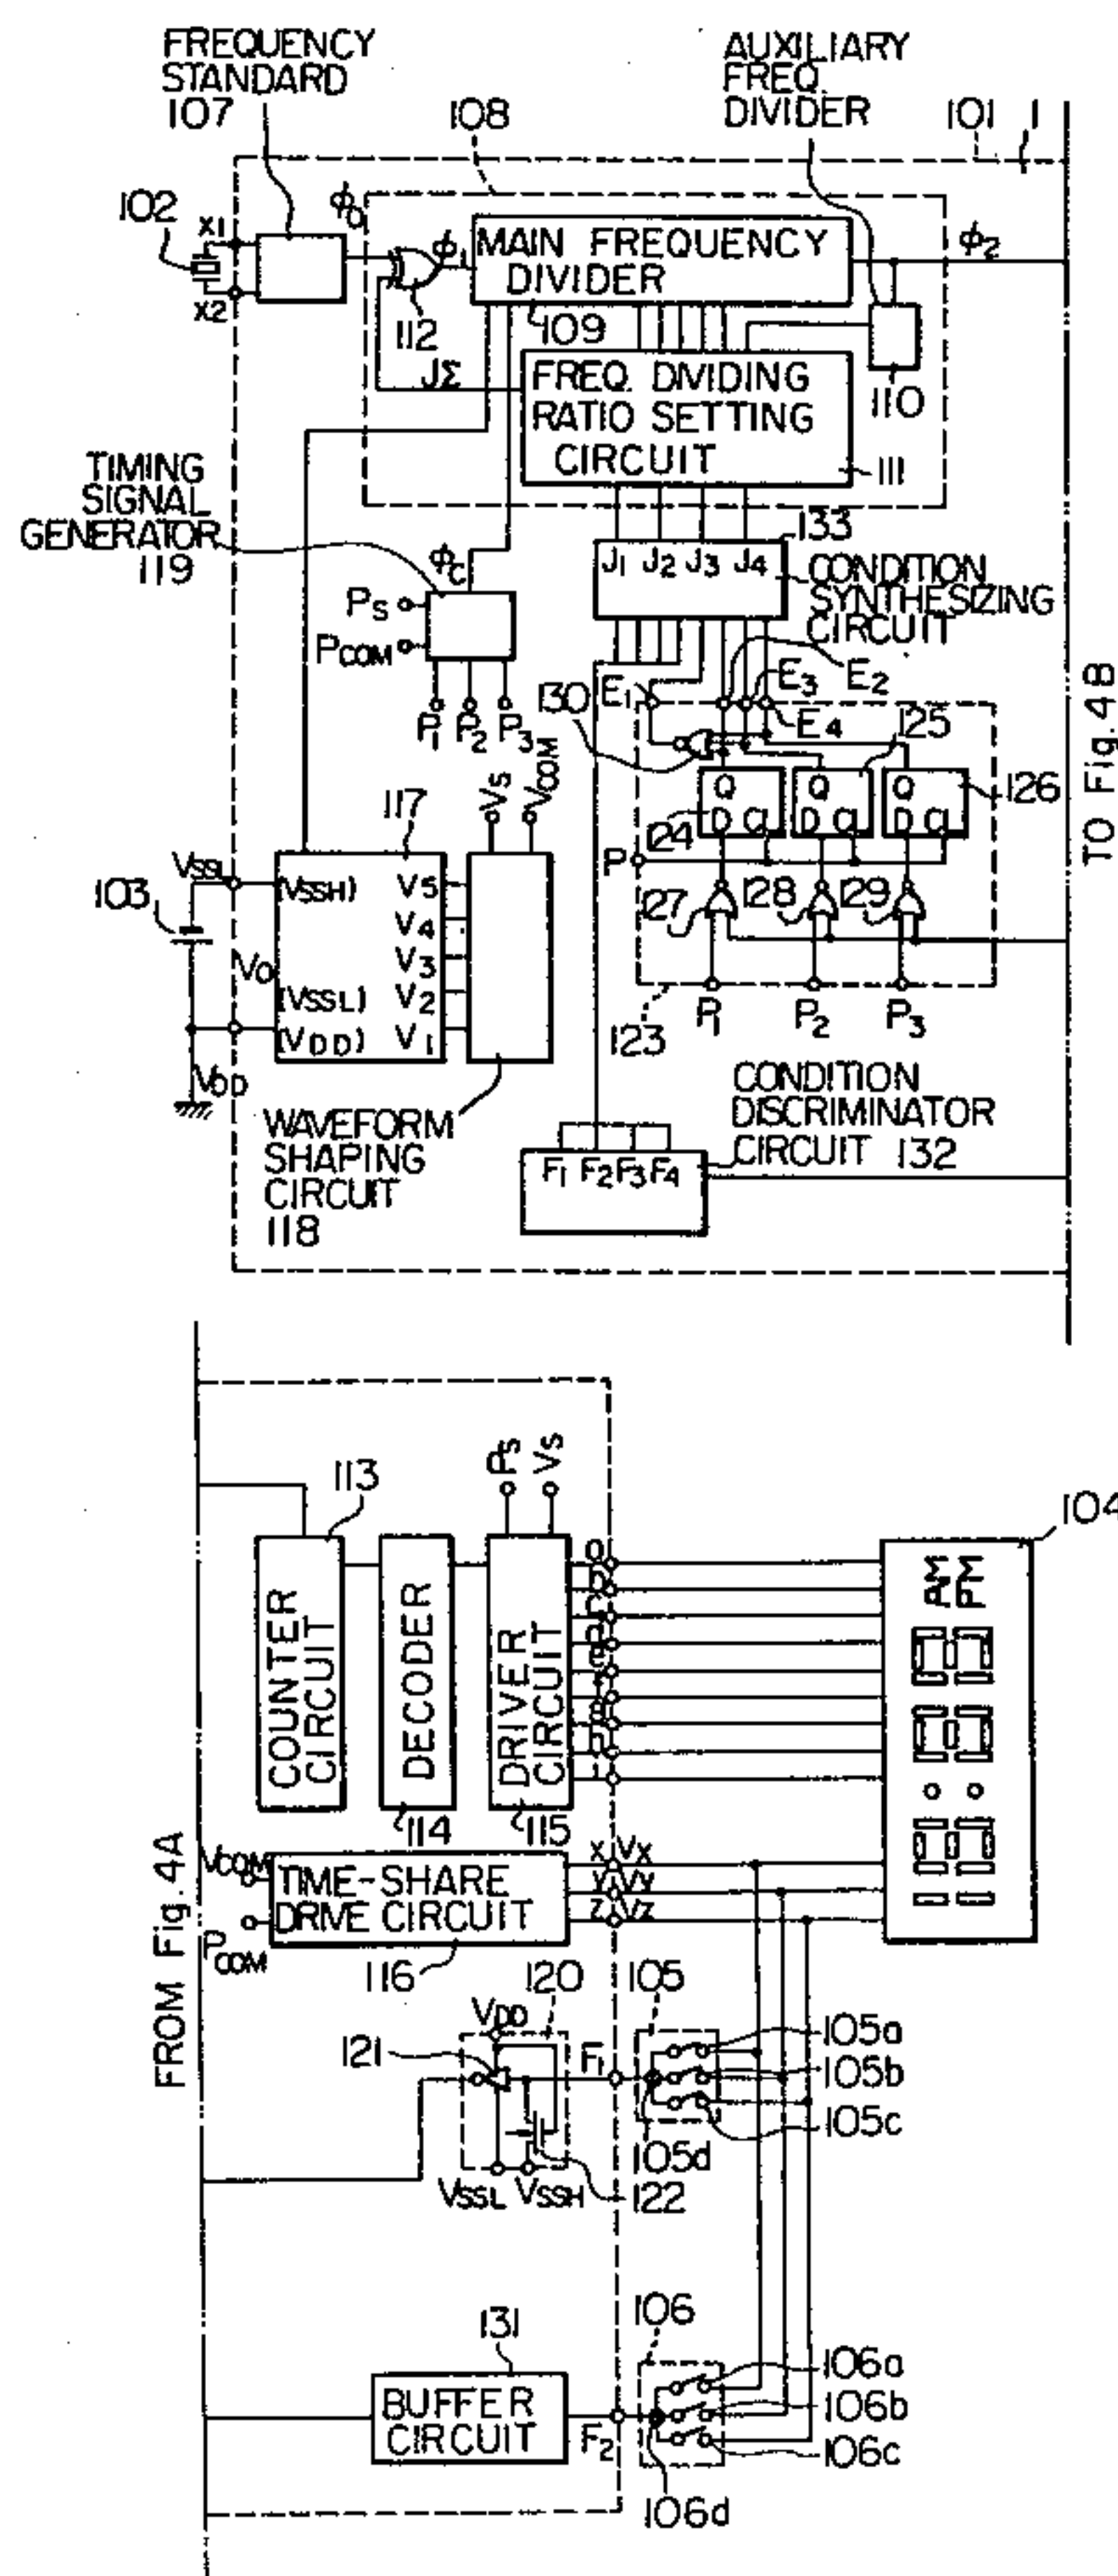 FREQUENCY
STANDARD
107
AUXILIARY
FREQ.
DIVIDER
108
101
1
102
X1
X2
φ0
φ1
112
MAIN FREQUENCY
DIVIDER
109
φ2
110
JΣ
FREQ. DIVIDING
RATIO SETTING
CIRCUIT
111
TIMING
SIGNAL
GENERATOR
119
φC
PS
PCOM
P1 P2 P3
133
J1 J2 J3 J4
CONDITION
SYNTHESIZING
CIRCUIT
E1 E3 E2
E4
130
125
126
Q Q Q
124
D CL D CL D CL
P
127 128 129
123
P1 P2 P3
TO Fig. 4B
VS VCOM
117
VSSL
103
(VSSH) V5
V4
V3
VO
(VSSL) V2
(VDD) V1
VDD
WAVEFORM
SHAPING
CIRCUIT
118
CONDITION
DISCRIMINATOR
CIRCUIT 132
F1 F2 F3 F4
FROM Fig. 4A
113
COUNTER
CIRCUIT
DECODER
114
PS VS
DRIVER
CIRCUIT
115
a
b
c
d
e
f
g
h
i
104
AM
PM
VCOM
PCOM
TIME-SHARE
DRIVE CIRCUIT
116
X VX
Y VY
Z VZ
120
VDD
121
F1
VSSL VSSH
122
105
105a
105b
105c
105d
131
BUFFER
CIRCUIT
F2
106
106a
106b
106c
106d